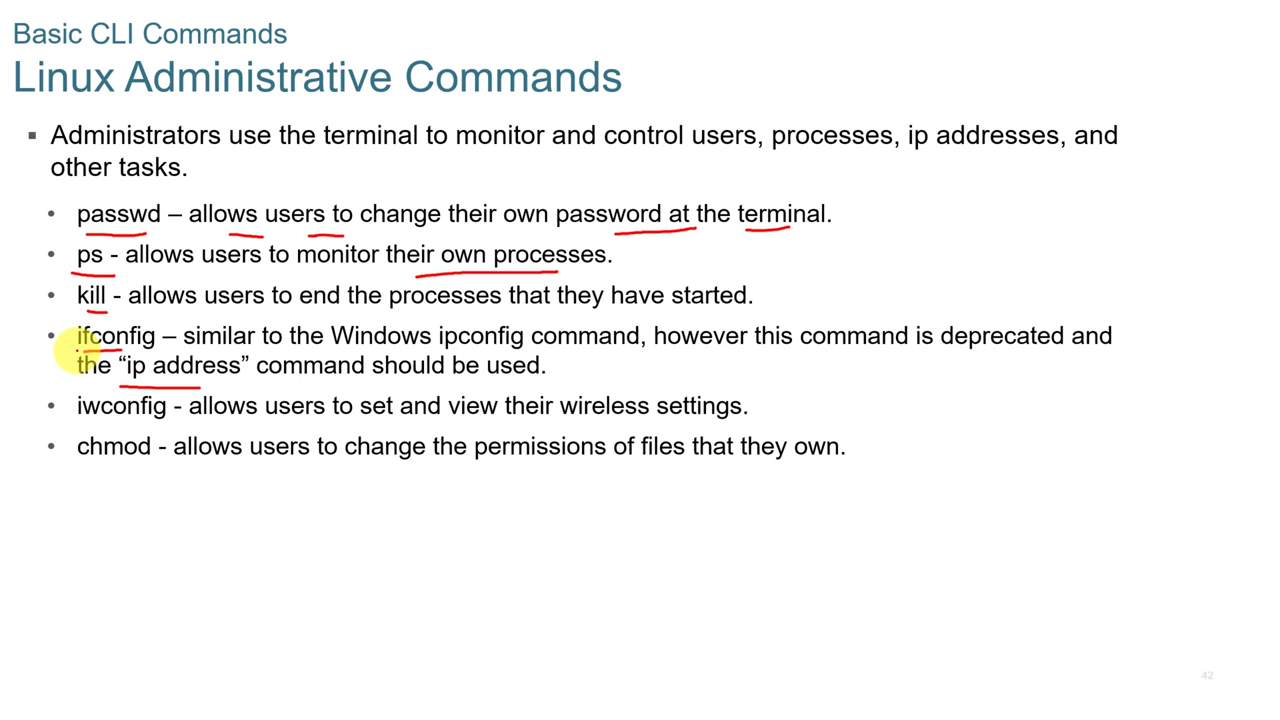 Basic CLI Commands
Linux Administrative Commands
▪ Administrators use the terminal to monitor and control users, processes, ip addresses, and
other tasks.
• passwd – allows users to change their own password at the terminal.
• ps - allows users to monitor their own processes.
• kill - allows users to end the processes that they have started.
• ifconfig – similar to the Windows ipconfig command, however this command is deprecated and
the “ip address” command should be used.
• iwconfig - allows users to set and view their wireless settings.
• chmod - allows users to change the permissions of files that they own.
42